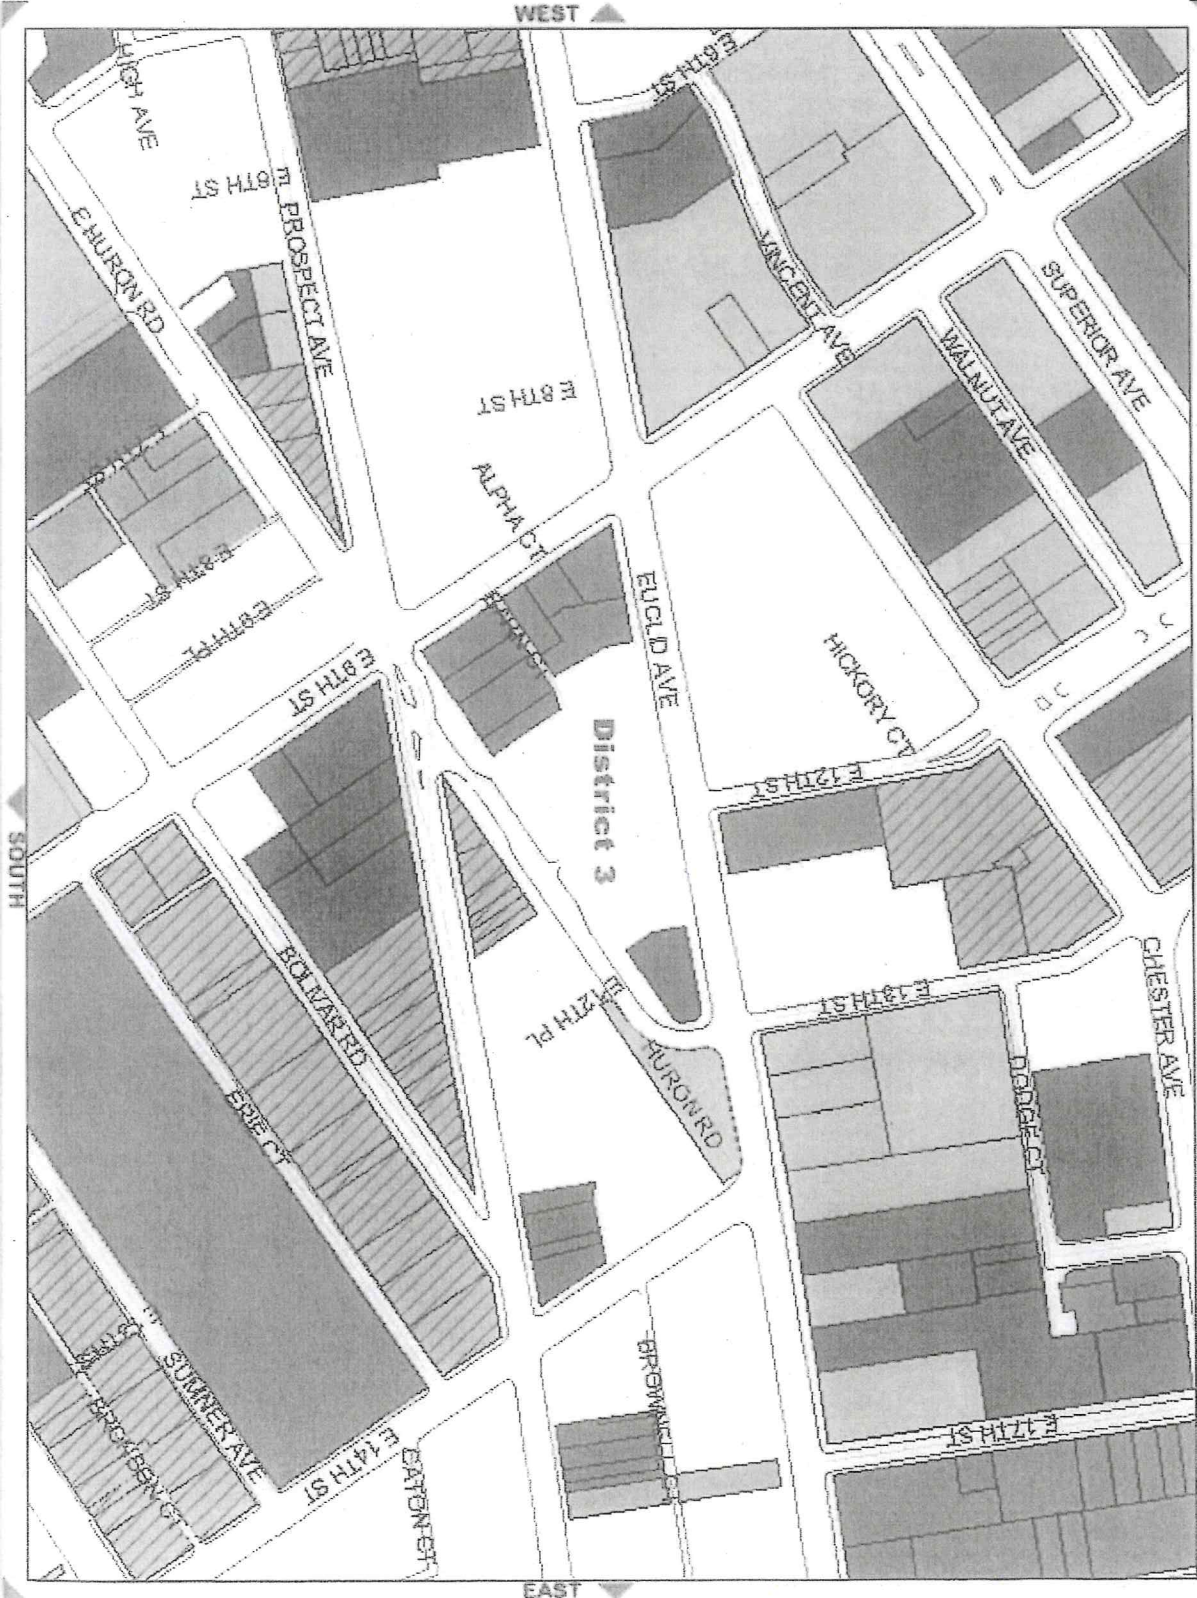 WEST
E 6TH ST
HIGH AVE
E 6TH ST
E HURON RD
PROSPECT AVE
VINCENT AVE
SUPERIOR AVE
WALNUT AVE
E 8TH ST
ALPHA CT
E 8TH ST
E 9TH PL
E 9TH ST
EUCLID AVE
HICKORY CT
District 3
E 12TH ST
SOUTH
BOLIVAR RD
E 12TH PL
E 13TH ST
CHESTER AVE
HURON RD
DODGE CT
ERIE CT
SUMNER AVE
BROWNELL CT
E 14TH ST
EATON CT
E 17TH ST
EAST